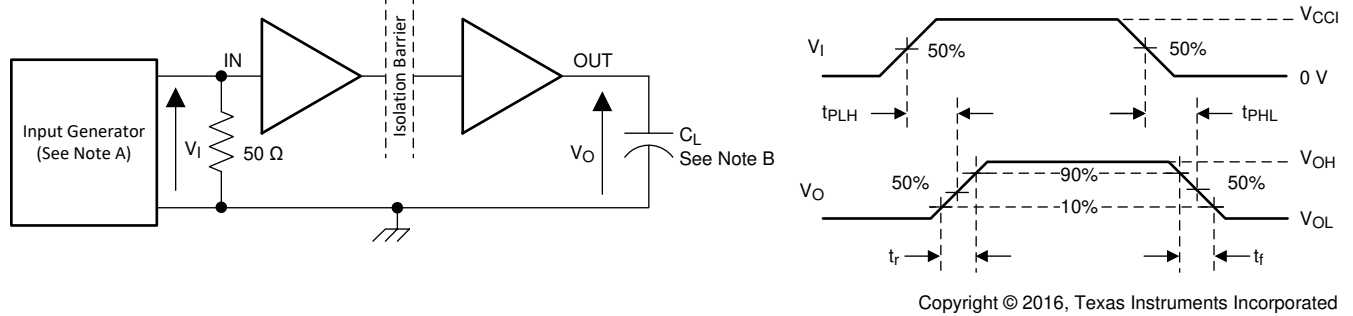 Input Generator
(See Note A)
V_I
50 Ω
IN
Isolation Barrier
OUT
V_O
C_L
See Note B
V_I
50%
50%
V_CCI
0 V
t_PLH
t_PHL
V_O
50%
90%
50%
10%
V_OH
V_OL
t_r
t_f
Copyright © 2016, Texas Instruments Incorporated